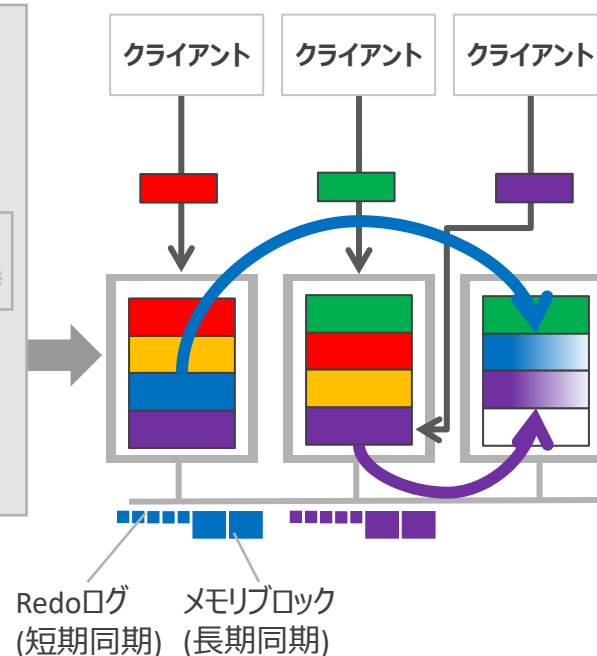 クライアント
クライアント
クライアント
Redoログ
(短期同期)
メモリブロック
(長期同期)